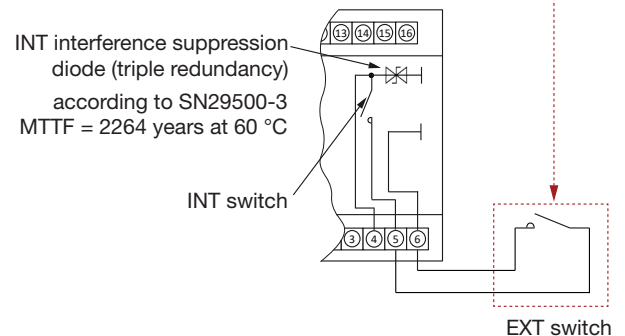 13 14 15 16
INT interference suppression
diode (triple redundancy)
according to SN29500-3
MTTF = 2264 years at 60 °C
INT switch
3 4 5 6
EXT switch